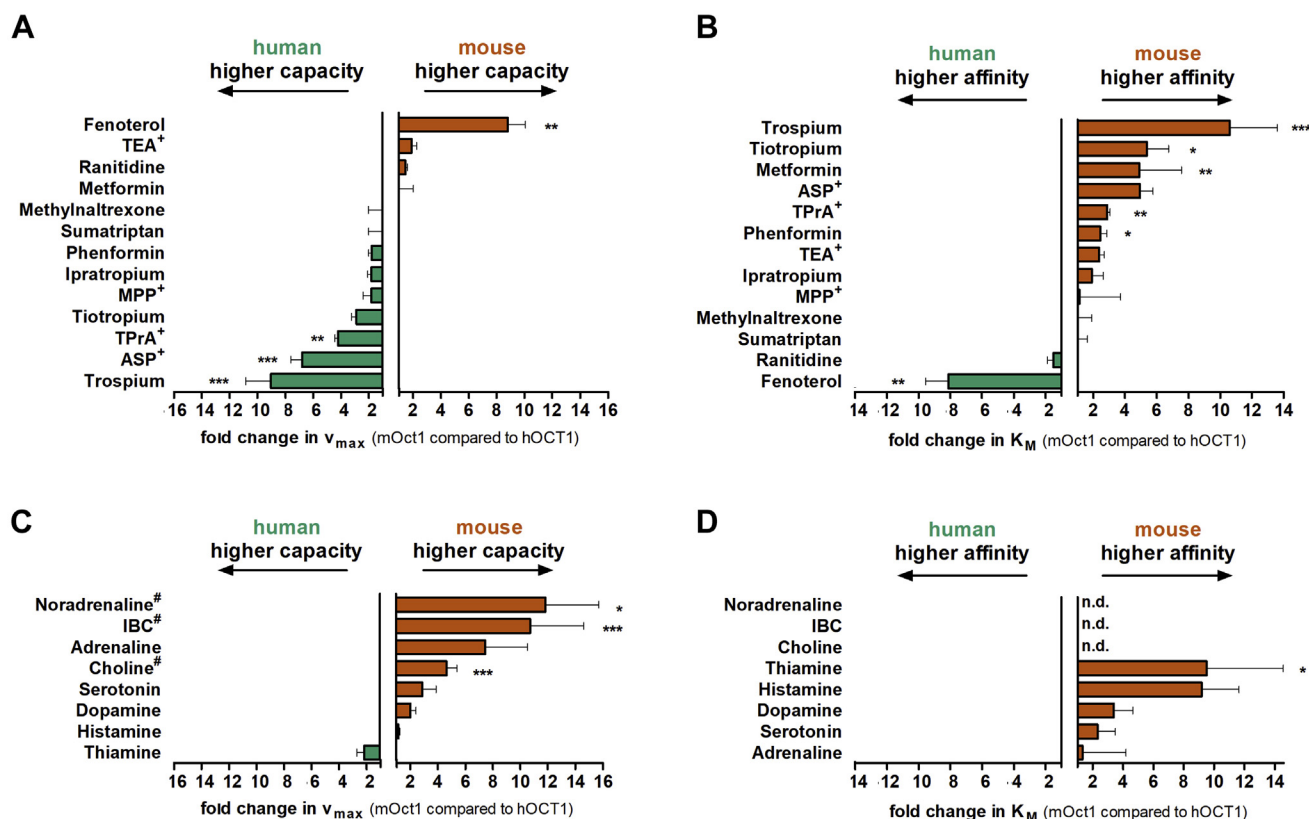 A
human
higher capacity
mouse
higher capacity
Fenoterol
**
TEA+
Ranitidine
Metformin
Methylnaltrexone
Sumatriptan
Phenformin
Ipratropium
MPP+
Tiotropium
TPrA+
**
ASP+
***
Trospium
***
16 14 12 10 8 6 4 2 2 4 6 8 10 12 14 16
fold change in vmax (mOct1 compared to hOCT1)
B
human
higher affinity
mouse
higher affinity
Trospium
***
Tiotropium
*
Metformin
**
ASP+
TPrA+
**
Phenformin
*
TEA+
Ipratropium
MPP+
Methylnaltrexone
Sumatriptan
Ranitidine
Fenoterol
**
14 12 10 8 6 4 2 2 4 6 8 10 12 14
fold change in KM (mOct1 compared to hOCT1)
C
human
higher capacity
mouse
higher capacity
Noradrenaline#
*
IBC#
***
Adrenaline
Choline#
***
Serotonin
Dopamine
Histamine
Thiamine
16 14 12 10 8 6 4 2 2 4 6 8 10 12 14 16
fold change in vmax (mOct1 compared to hOCT1)
D
human
higher affinity
mouse
higher affinity
Noradrenaline n.d.
IBC n.d.
Choline n.d.
Thiamine
*
Histamine
Dopamine
Serotonin
Adrenaline
14 12 10 8 6 4 2 2 4 6 8 10 12 14
fold change in KM (mOct1 compared to hOCT1)